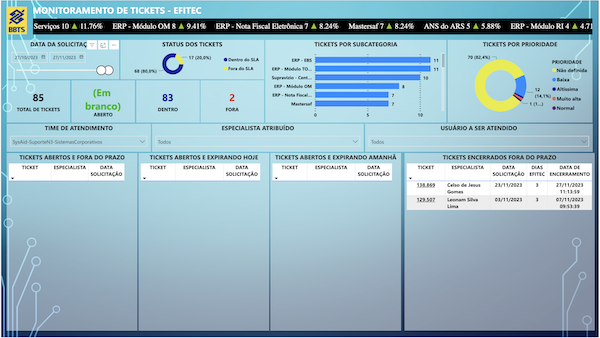 MONITORAMENTO DE TICKETS - EFITEC
BBTS
Serviços 10 ▲ 11.76% ERP - Módulo OM 8 ▲ 9.41% ERP - Nota Fiscal Eletrônica 7 ▲ 8.24% Mastersaf 7 ▲ 8.24% ANS do ARS 5 ▲ 5.88% ERP - Módulo RI 4 ▲ 4.71
DATA DA SOLICITAÇ
27/10/2023
27/11/2023
STATUS DOS TICKETS
17 (20,0%)
68 (80,0%)
Dentro do SLA
Fora do SLA
TICKETS POR SUBCATEGORIA
ERP - EBS 11
ERP - Módulo TO... 11
Supravizio - Cent... 10
ERP - Módulo OM 8
ERP - Nota Fiscal... 7
Mastersaf 7
0 5 10
TICKETS POR PRIORIDADE
70 (82,4%)
12
(14,1%)
1 (1...)
PRIORIDADE
Não definida
Baixa
Altíssima
Muito alta
Normal
85
TOTAL DE TICKETS
(Em
branco)
ABERTO
83
DENTRO
2
FORA
TIME DE ATENDIMENTO
SysAid-SuporteN3-SistemasCorporativos
ESPECIALISTA ATRIBUÍDO
Todos
USUÁRIO A SER ATENDIDO
Todos
TICKETS ABERTOS E FORA DO PRAZO
TICKET ESPECIALISTA DATA
SOLICITAÇÃO
TICKETS ABERTOS E EXPIRANDO HOJE
TICKET ESPECIALISTA DATA
SOLICITAÇÃO
TICKETS ABERTOS E EXPIRANDO AMANHÃ
TICKET ESPECIALISTA DATA
SOLICITAÇÃO
TICKETS ENCERRADOS FORA DO PRAZO
TICKET ESPECIALISTA DATA DIAS DATA DE
SOLICITAÇÃO EFITEC ENCERRAMENTO
138.869 Celso de Jesus 23/11/2023 3 27/11/2023
Gomes 11:13:59
129.507 Leonam Silva 03/11/2023 3 07/11/2023
Lima 09:53:39